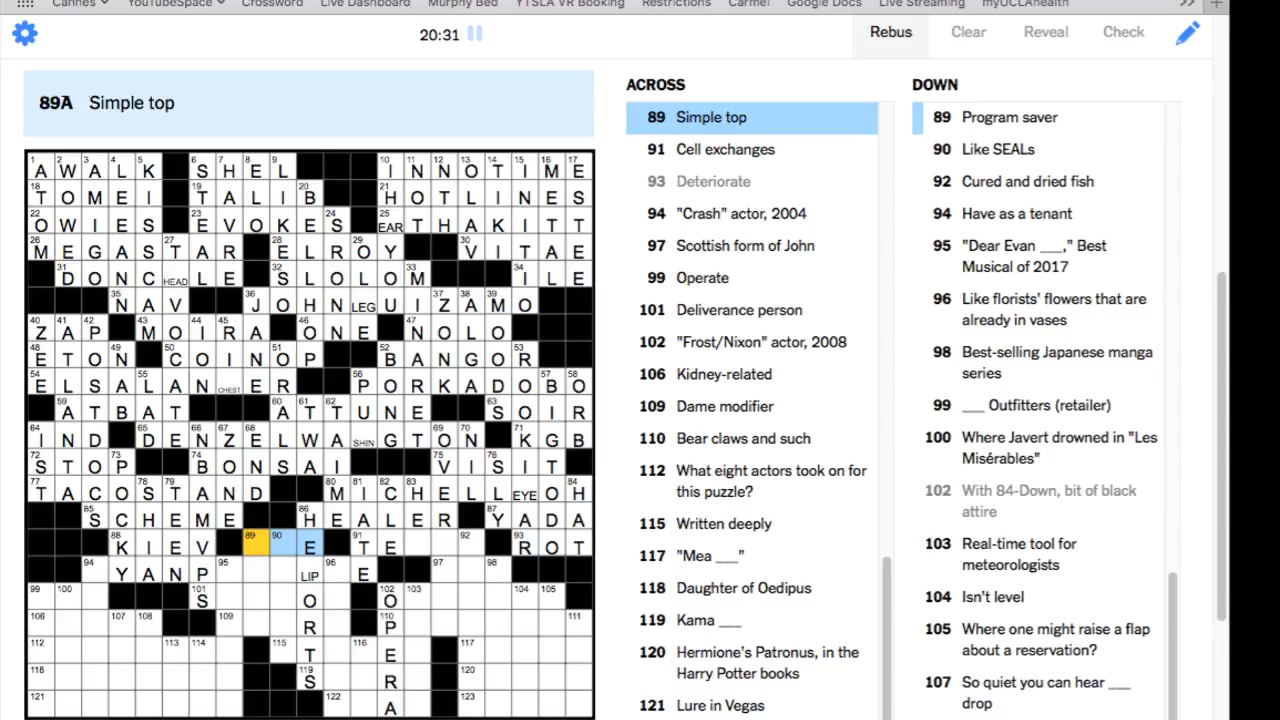 Cannes YouTubeSpace Crossword Live Dashboard Murphy Bed YTSLA VR Booking Restrictions Carmel Google Docs Live Streaming myUCLAhealth
20:31 Rebus Clear Reveal Check
89A Simple top
ACROSS
89 Simple top
91 Cell exchanges
93 Deteriorate
94 "Crash" actor, 2004
97 Scottish form of John
99 Operate
101 Deliverance person
102 "Frost/Nixon" actor, 2008
106 Kidney-related
109 Dame modifier
110 Bear claws and such
112 What eight actors took on for
this puzzle?
115 Written deeply
117 "Mea ___"
118 Daughter of Oedipus
119 Kama ___
120 Hermione's Patronus, in the
Harry Potter books
121 Lure in Vegas
DOWN
89 Program saver
90 Like SEALs
92 Cured and dried fish
94 Have as a tenant
95 "Dear Evan ___," Best
Musical of 2017
96 Like florists' flowers that are
already in vases
98 Best-selling Japanese manga
series
99 ___ Outfitters (retailer)
100 Where Javert drowned in "Les
Misérables"
102 With 84-Down, bit of black
attire
103 Real-time tool for
meteorologists
104 Isn't level
105 Where one might raise a flap
about a reservation?
107 So quiet you can hear ___
drop
A W A L K S H E L I N N O T I M E
T O M E I T A L I B H O T L I N E S
O W I E S E V O K E S EAR T H A K I T T
M E G A S T A R E L R O Y V I T A E
D O N C HEAD L E S L O L O M I L E
N A V J O H N LEG U I Z A M O
Z A P M O I R A O N E N O L O
E T O N C O I N O P B A N G O R
E L S A L A N CHEST E R P O R K A D O B O
A T B A T A T T U N E S O I R
I N D D E N Z E L W A SHIN G T O N K G B
S T O P B O N S A I V I S I T
T A C O S T A N D M I C H E L L EYE O H
S C H E M E H E A L E R Y A D A
K I E V E T E R O T
Y A N P LIP E
S O O
R P
T E
S R
A